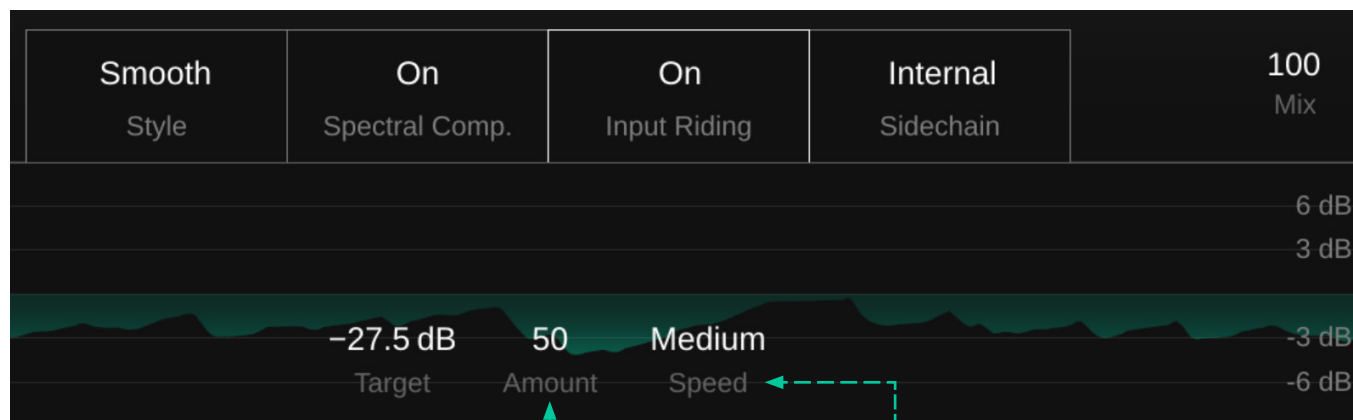 Smooth On On Internal 100
Style Spectral Comp. Input Riding Sidechain Mix
6 dB
3 dB
−27.5 dB 50 Medium -3 dB
Target Amount Speed -6 dB